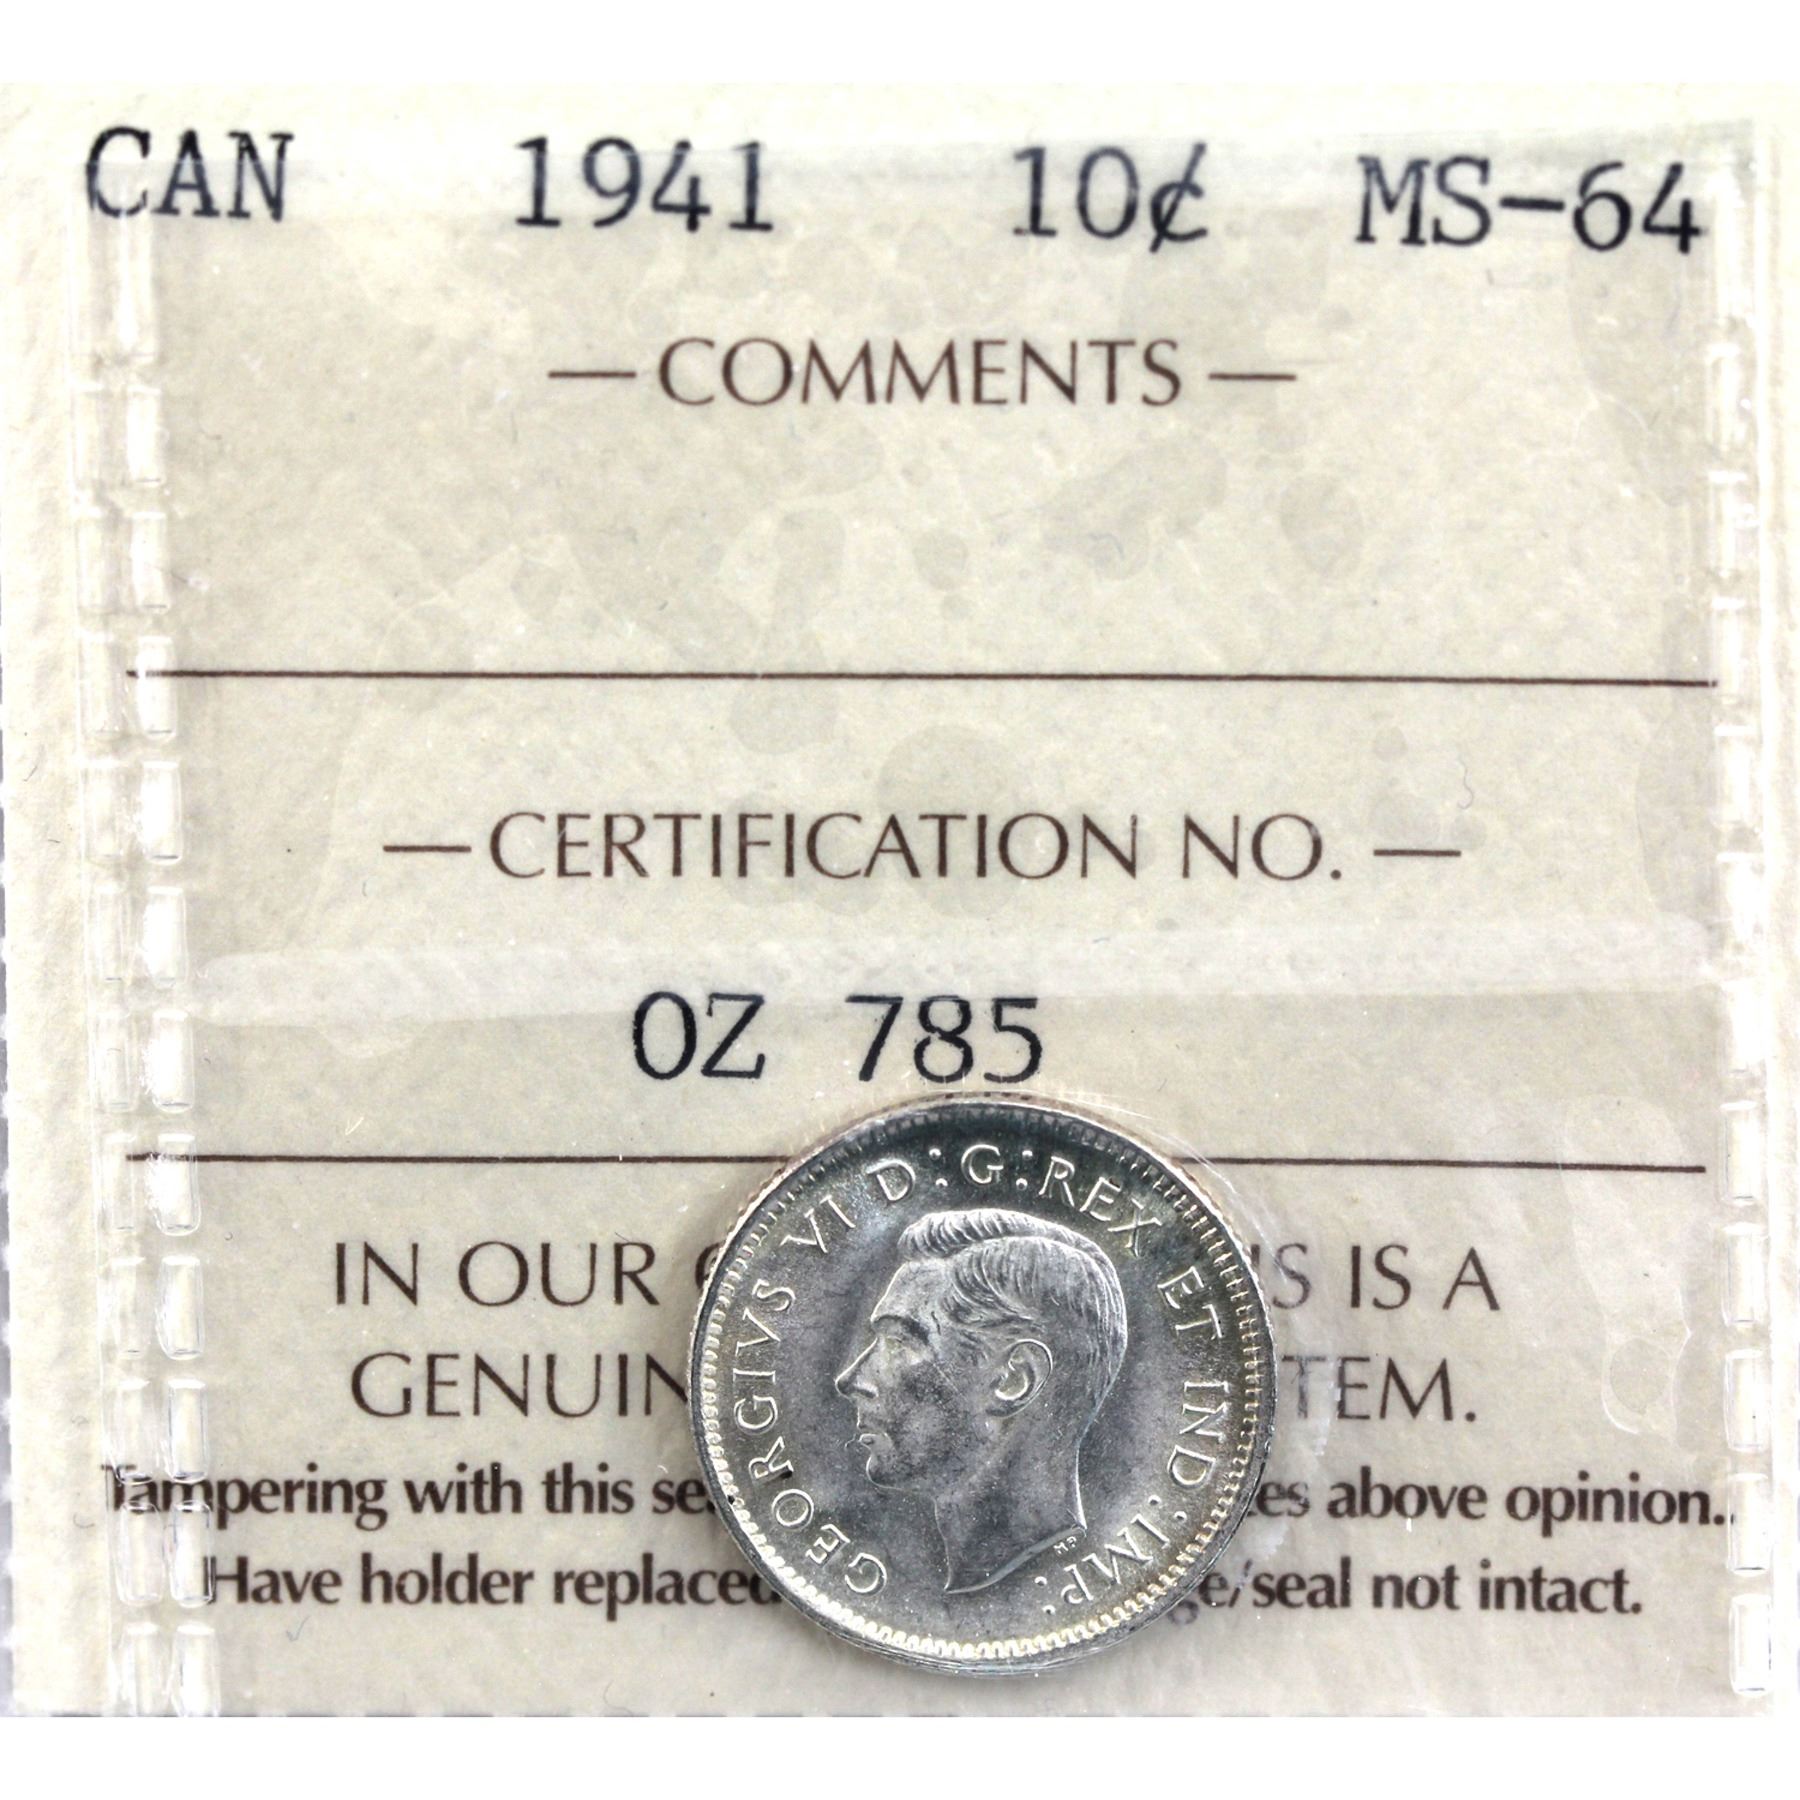 CAN 1941 10¢ MS-64
— COMMENTS —
— CERTIFICATION NO. —
OZ 785
GEORGIVS VI D:G:REX ET IND:IMP:
MP
IN OUR S IS A
GENUIN TEM.
Tampering with this se es above opinion.
Have holder replaced e/seal not intact.